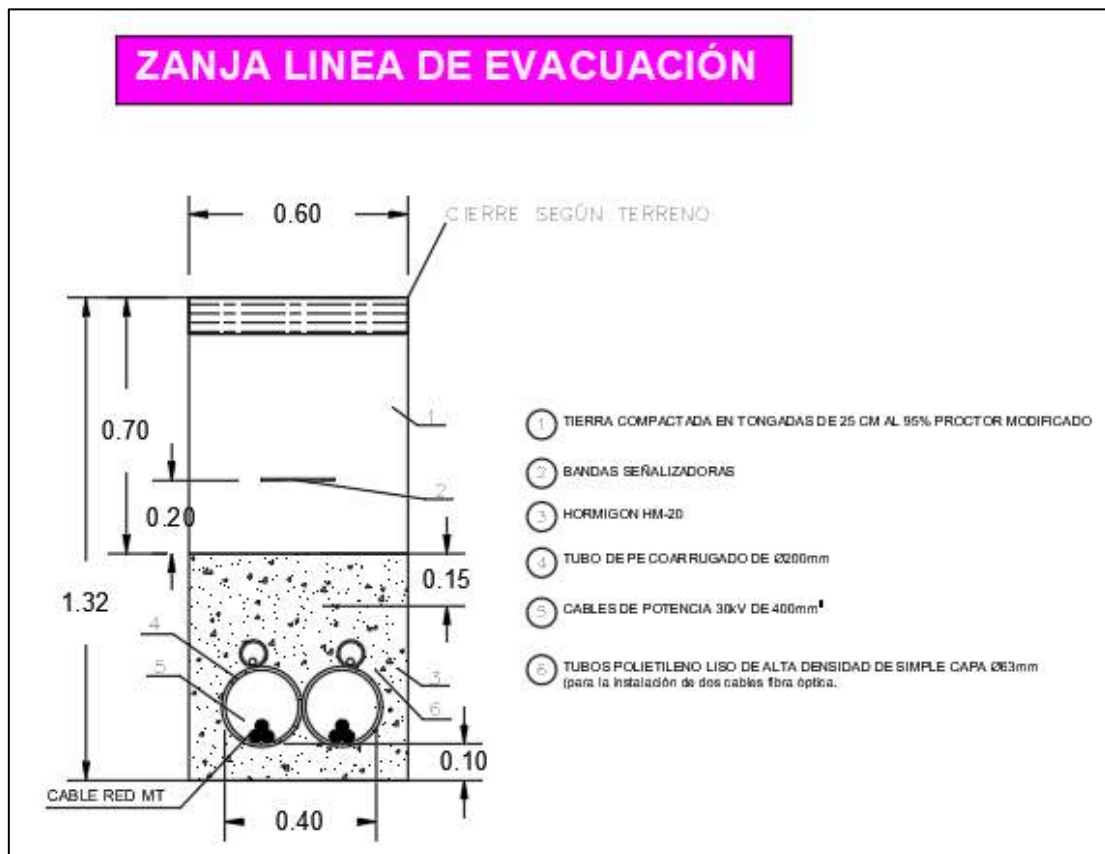 ZANJA LINEA DE EVACUACIÓN
0.60
CIERRE SEGÚN TERRENO
0.70
1
0.20
2
0.15
1.32
4
5
3
6
0.10
CABLE RED MT
0.40
1 TIERRA COMPACTADA EN TONGADAS DE 25 CM AL 95% PROCTOR MODIFICADO
2 BANDAS SEÑALIZADORAS
3 HORMIGON HM-20
4 TUBO DE PE COARRUGADO DE Ø200mm
5 CABLES DE POTENCIA 30kV DE 400mm
6 TUBOS POLIETILENO LISO DE ALTA DENSIDAD DE SIMPLE CAPA Ø63mm
(para la instalación de dos cables fibra óptica.